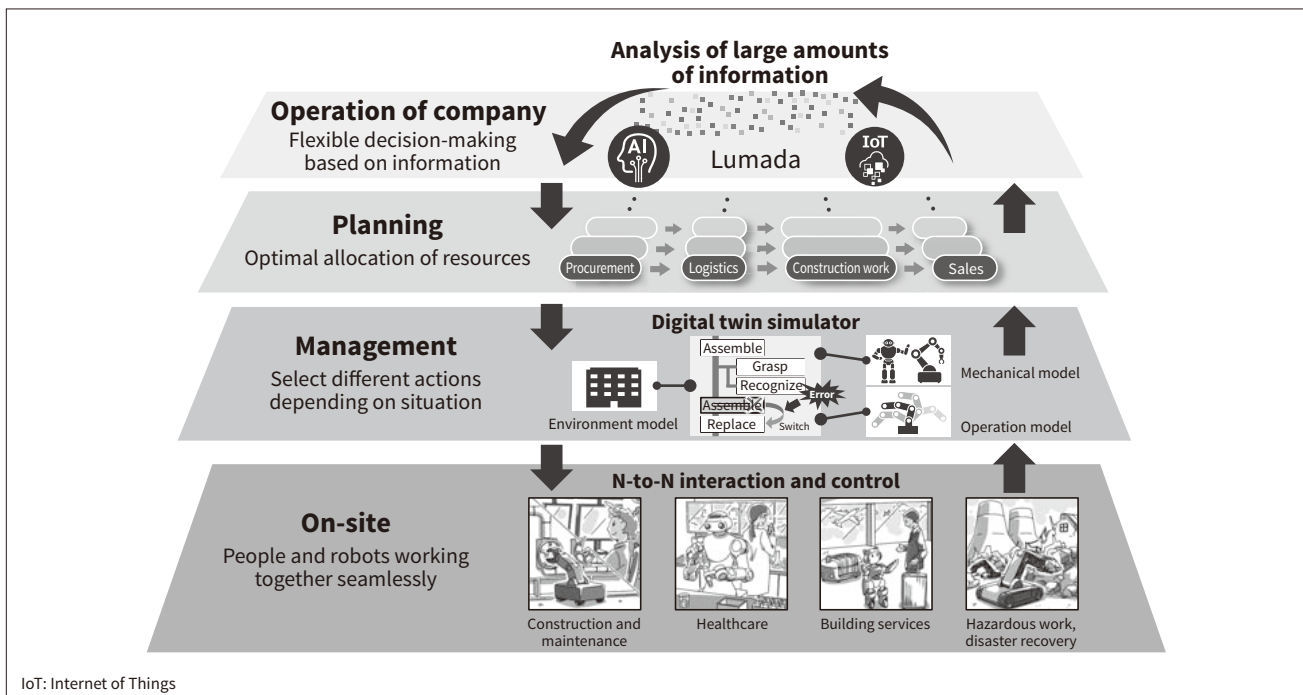 Analysis of large amounts
of information
Operation of company
Flexible decision-making
based on information
AI
Lumada
IoT
Planning
Optimal allocation of resources
Procurement
Logistics
Construction work
Sales
Management
Select different actions
depending on situation
Digital twin simulator
Environment model
Assemble
Grasp
Recognize
Error
Assemble
Replace
Switch
Mechanical model
Operation model
On-site
People and robots working
together seamlessly
N-to-N interaction and control
Construction and
maintenance
Healthcare
Building services
Hazardous work,
disaster recovery
IoT: Internet of Things